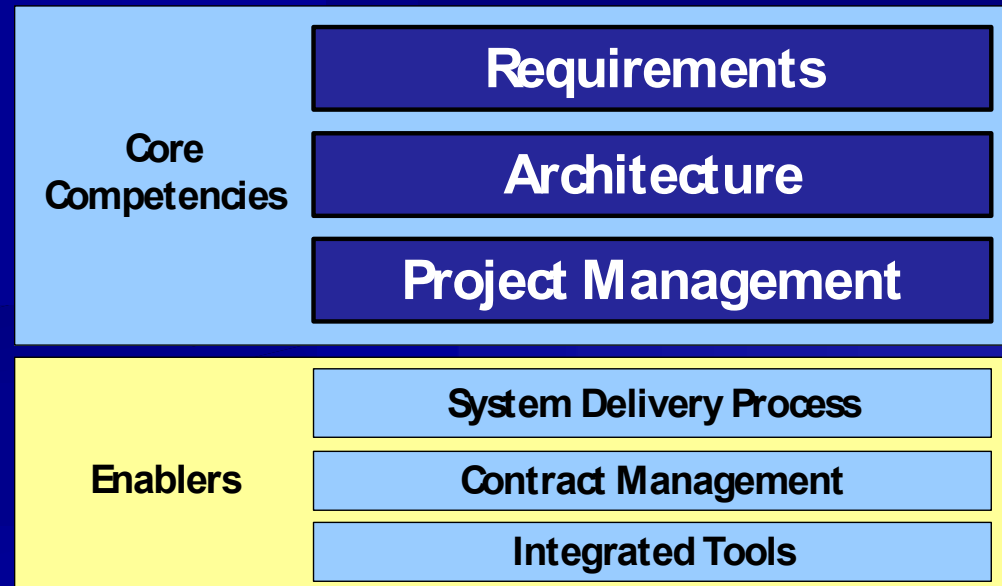 Core
Competencies
Requirements
Architecture
Project Management
Enablers
System Delivery Process
Contract Management
Integrated Tools